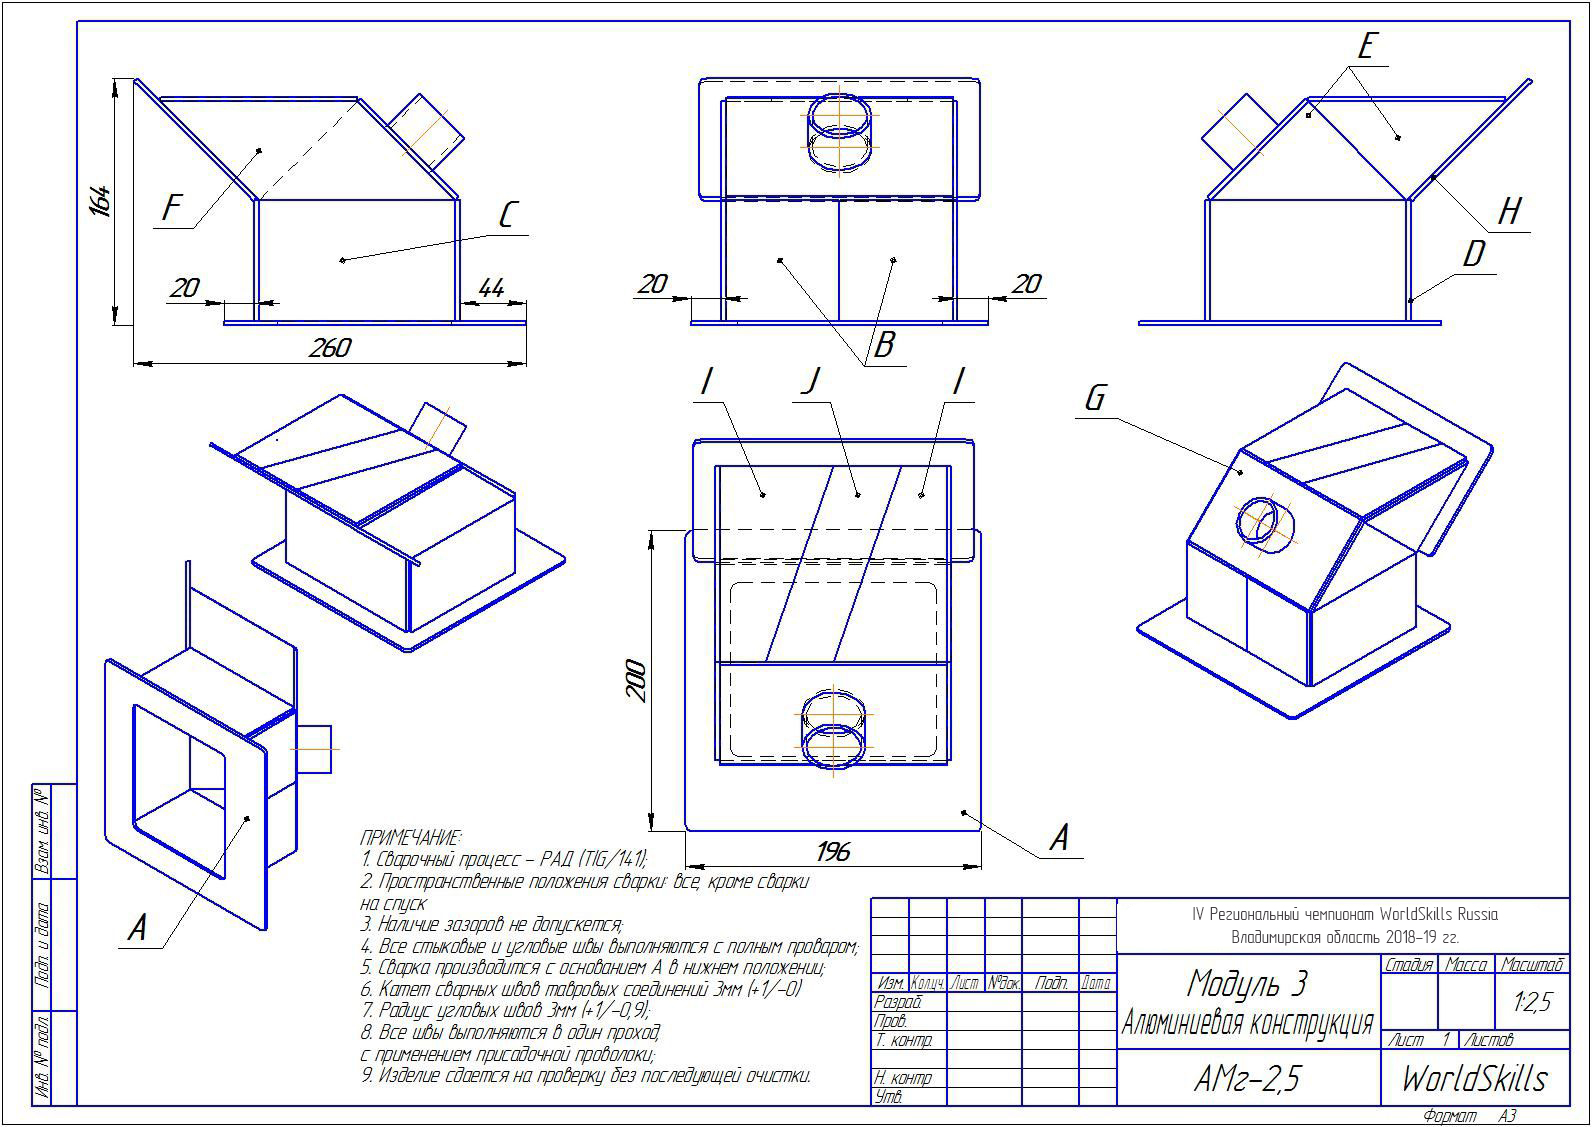 E
164
F
C
20
44
260
20
20
B
H
D
I
J
I
G
200
196
A
A
ПРИМЕЧАНИЕ:
1. Сварочный процесс – РАД (TIG/141);
2. Пространственные положения сварки: все, кроме сварки
на спуск
3. Наличие зазоров не допускется;
4. Все стыковые и угловые швы выполняются с полным проваром;
5. Сварка производится с основанием А в нижнем положении;
6. Катет сварных швов тавровых соединений 3мм (+1/-0)
7. Радиус угловых швов 3мм (+1/-0,9);
8. Все швы выполняются в один проход,
с применением присадочной проволоки;
9. Изделие сдается на проверку без последующей очистки.
Взам. инв. №
Подп. и дата
Инв. № подл.
IV Региональный чемпионат WorldSkills Russia
Владимирская область 2018-19 гг.
Изм. Кол.уч. Лист №док. Подп. Дата
Разраб.
Пров.
Т. контр.
Н. контр
Утв.
Модуль 3
Алюминиевая конструкция
Стадия Масса Масштаб
1:2,5
Лист 1 Листов
АМг-2,5
WorldSkills
Формат А3